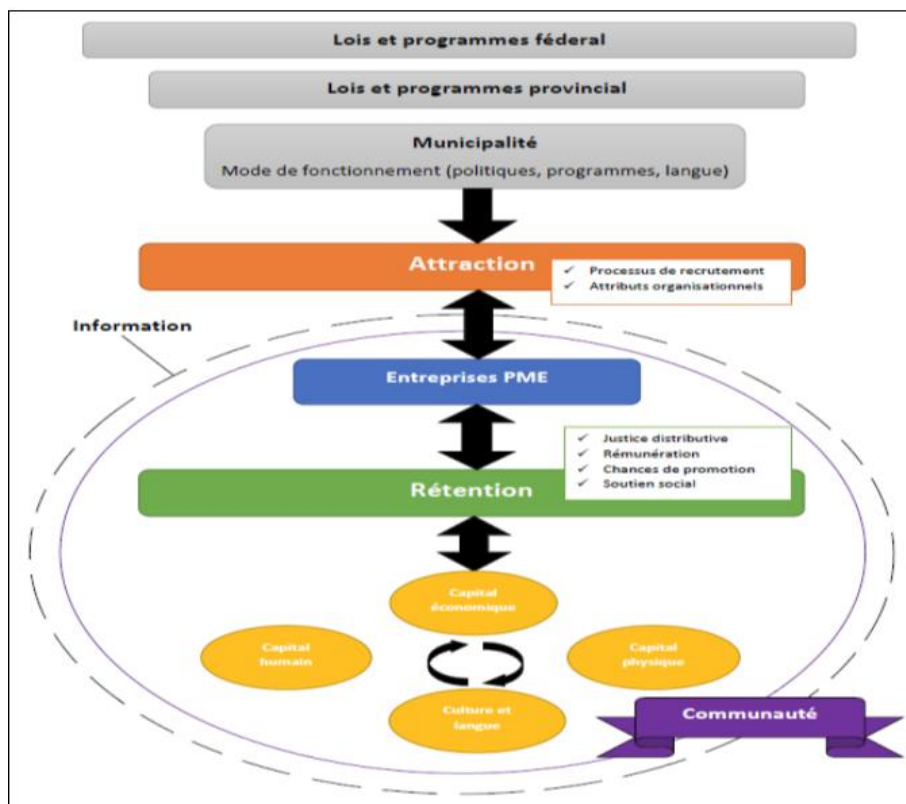 Lois et programmes fédéral
Lois et programmes provincial
Municipalité
Mode de fonctionnement (politiques, programmes, langue)
Attraction
✓ Processus de recrutement
✓ Attributs organisationnels
Information
Entreprises PME
✓ Justice distributive
✓ Rémunération
✓ Chances de promotion
✓ Soutien social
Rétention
Capital
économique
Capital
humain
Capital
physique
Culture et
langue
Communauté